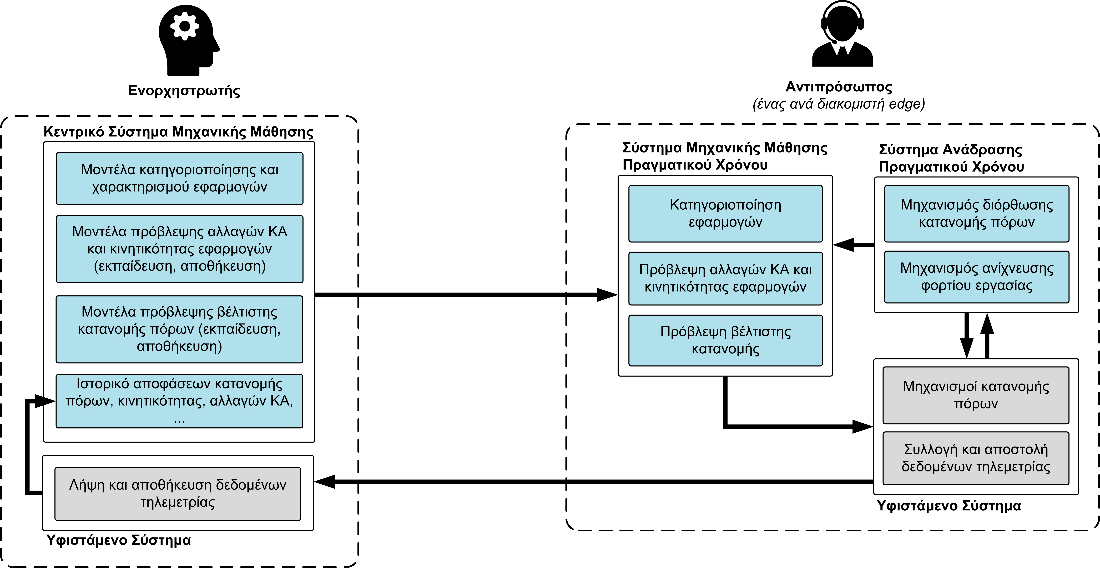 Ενορχηστρωτής
Κεντρικό Σύστημα Μηχανικής Μάθησης
Μοντέλα κατηγοριοποίησης και
χαρακτηρισμού εφαρμογών
Μοντέλα πρόβλεψης αλλαγών ΚΑ
και κινητικότητας εφαρμογών
(εκπαίδευση, αποθήκευση)
Μοντέλα πρόβλεψης βέλτιστης
κατανομής πόρων (εκπαίδευση,
αποθήκευση)
Ιστορικό αποφάσεων κατανομής
πόρων, κινητικότητας, αλλαγών ΚΑ,
...
Λήψη και αποθήκευση δεδομένων
τηλεμετρίας
Υφιστάμενο Σύστημα
Αντιπρόσωπος
(ένας ανά διακομιστή edge)
Σύστημα Μηχανικής Μάθησης
Πραγματικού Χρόνου
Κατηγοριοποίηση
εφαρμογών
Πρόβλεψη αλλαγών ΚΑ και
κινητικότητας εφαρμογών
Πρόβλεψη βέλτιστης
κατανομής
Σύστημα Ανάδρασης
Πραγματικού Χρόνου
Μηχανισμός διόρθωσης
κατανομής πόρων
Μηχανισμός ανίχνευσης
φορτίου εργασίας
Μηχανισμοί κατανομής
πόρων
Συλλογή και αποστολή
δεδομένων τηλεμετρίας
Υφιστάμενο Σύστημα